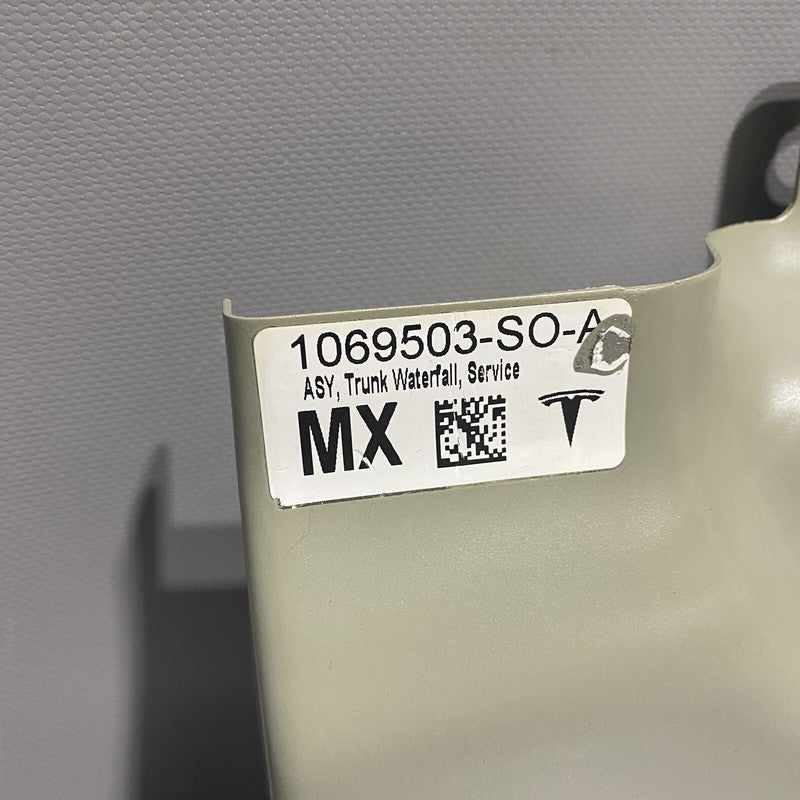 1069503-SO-A
ASY, Trunk Waterfall, Service
MX